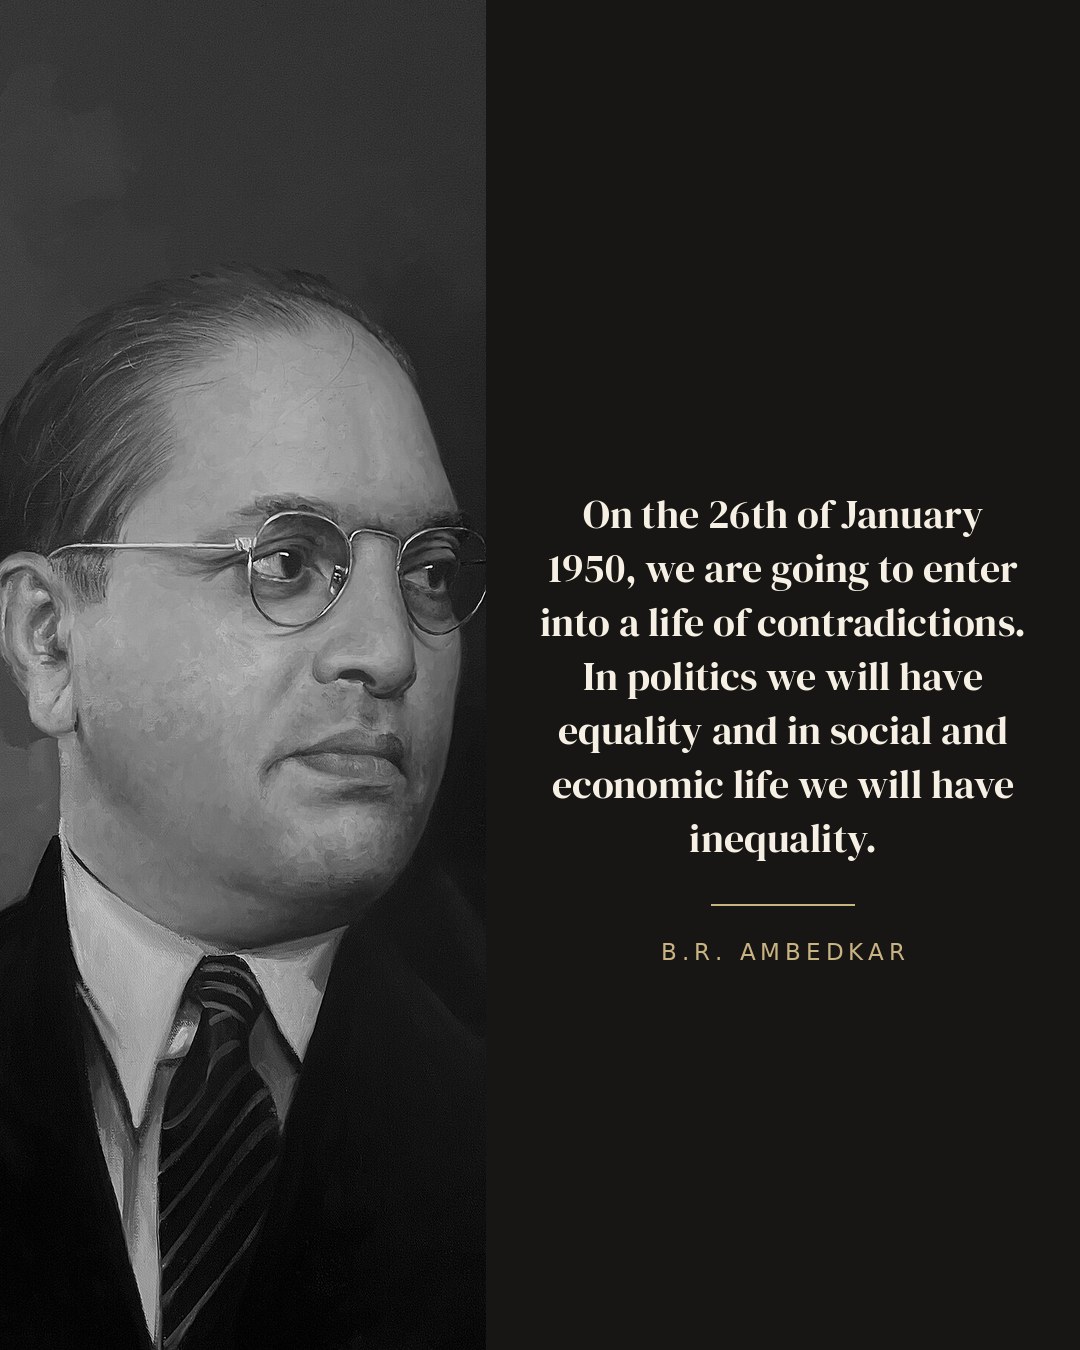 On the 26th of January
1950, we are going to enter
into a life of contradictions.
In politics we will have
equality and in social and
economic life we will have
inequality.
B.R. AMBEDKAR